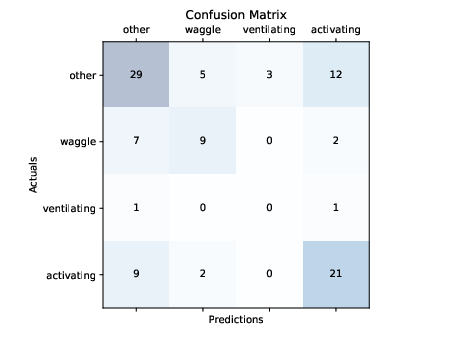 Confusion Matrix
other waggle ventilating activating
other 29 5 3 12
waggle 7 9 0 2
ventilating 1 0 0 1
activating 9 2 0 21
Actuals
Predictions